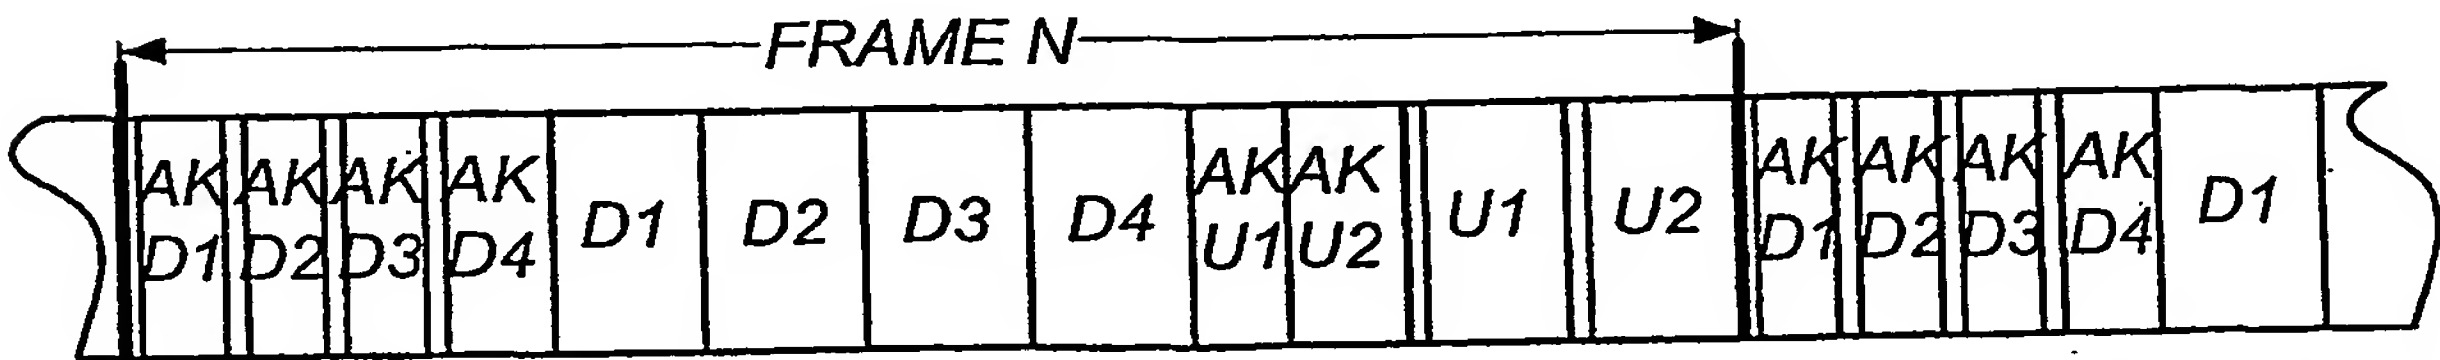 FRAME N
AK AK AK AK AK AK AK AK AK AK
D1 D2 D3 D4 D1 D2 D3 D4 U1 U2 U1 U2 D1 D2 D3 D4 D1